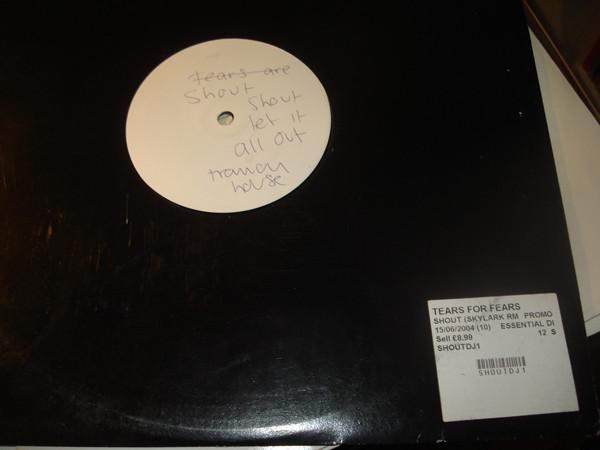 tears are
Shout
Shout
let it
all out
house
TEARS FOR FEARS
SHOUT (SKYLARK RM PROMO
15/06/2004 (10) ESSENTIAL DI
Sell £8.99 12 S
SHOUTDJ1
SHOUTDJ1